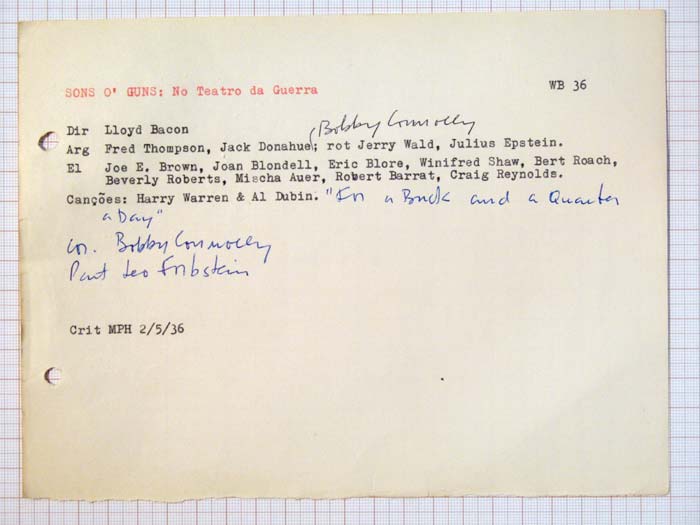 SONS O' GUNS: No Teatro da Guerra
WB 36
Bobby Connolly
Dir Lloyd Bacon
Arg Fred Thompson, Jack Donahue; rot Jerry Wald, Julius Epstein.
El Joe E. Brown, Joan Blondell, Eric Blore, Winifred Shaw, Bert Roach,
Beverly Roberts, Mischa Auer, Robert Barrat, Craig Reynolds.
Canções: Harry Warren & Al Dubin. "For a Buck and a Quarter
a Day"
Cor. Bobby Connolly
Part Leo Forbstein
Crit MPH 2/5/36